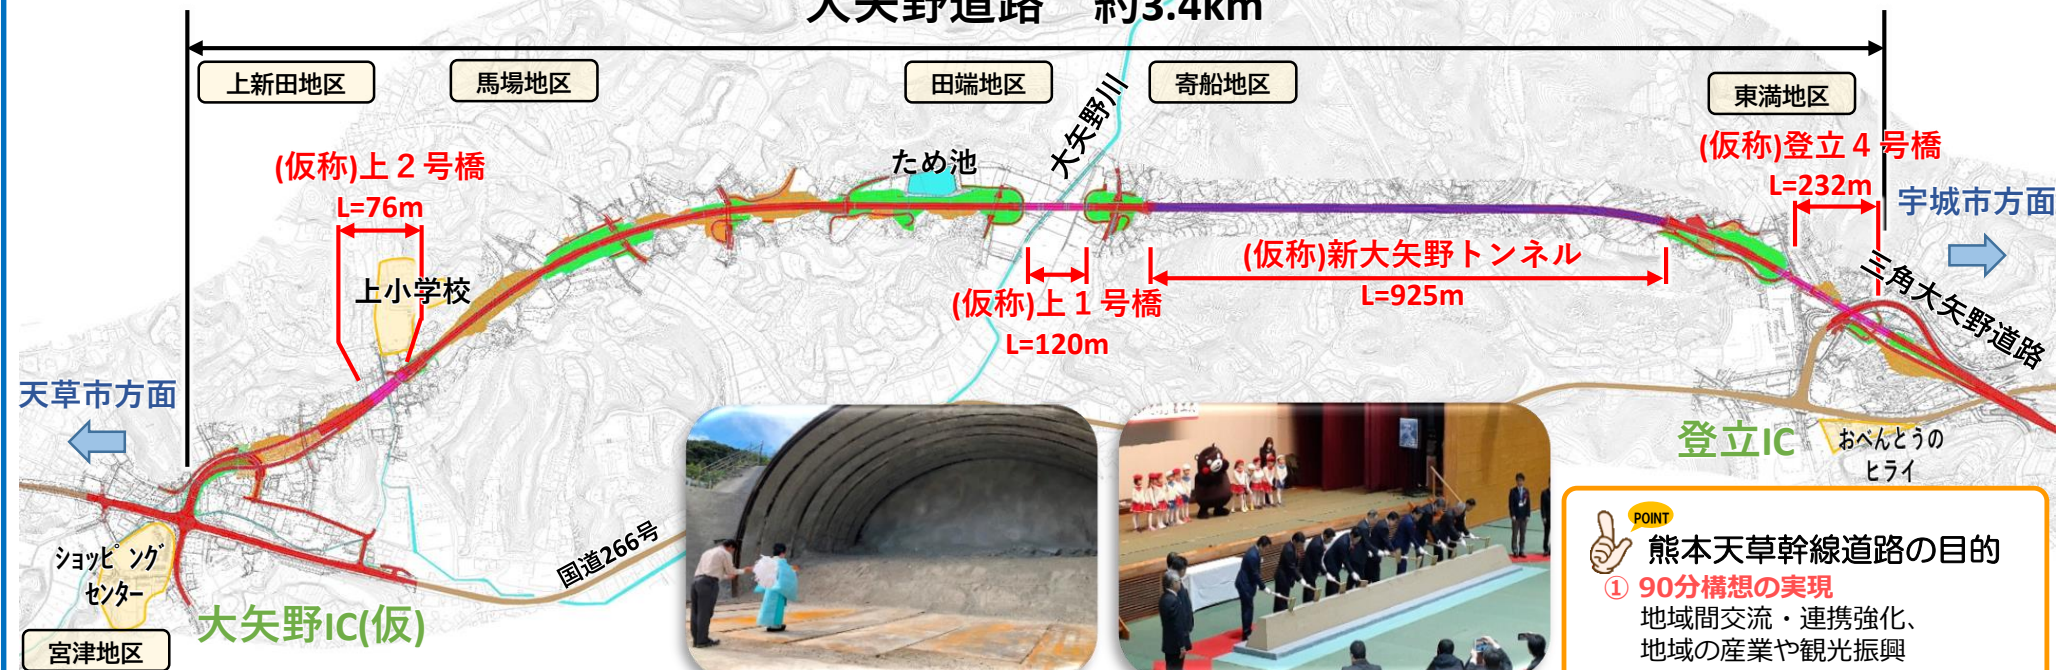 大矢野道路 約3.4km
上新田地区
馬場地区
田端地区
大矢野川
寄船地区
東満地区
(仮称)上２号橋
L=76m
ため池
(仮称)登立４号橋
L=232m
宇城市方面
上小学校
(仮称)上１号橋
L=120m
(仮称)新大矢野トンネル
L=925m
三角大矢野道路
天草市方面
登立IC
おべんとうの
ヒライ
ショッピング
センター
国道266号
大矢野IC(仮)
宮津地区
POINT
熊本天草幹線道路の目的
① 90分構想の実現
地域間交流・連携強化、
地域の産業や観光振興